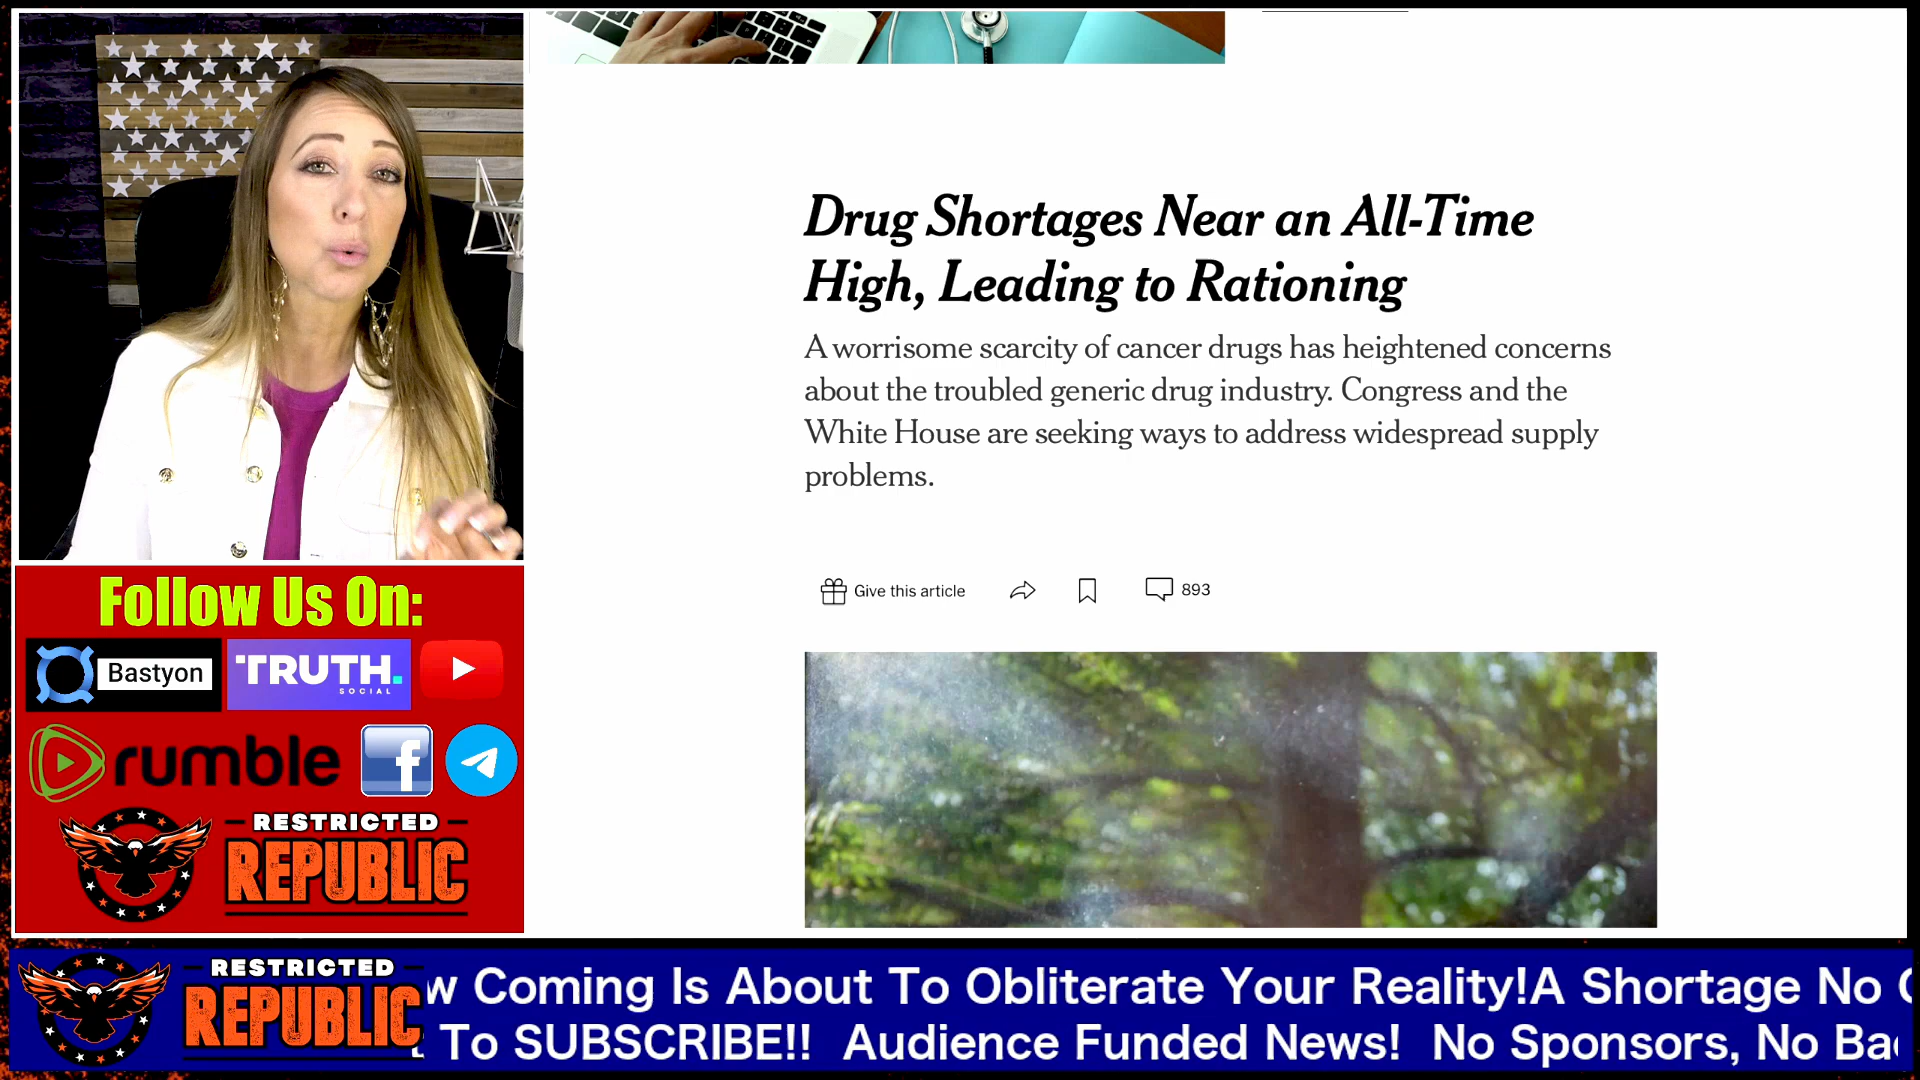 Drug Shortages Near an All-Time
High, Leading to Rationing
A worrisome scarcity of cancer drugs has heightened concerns
about the troubled generic drug industry. Congress and the
White House are seeking ways to address widespread supply
problems.
Give this article
893
Follow Us On:
Bastyon
TRUTH.
SOCIAL
rumble
f
RESTRICTED
REPUBLIC
RESTRICTED
REPUBLIC
w Coming Is About To Obliterate Your Reality!A Shortage No
To SUBSCRIBE!! Audience Funded News! No Sponsors, No